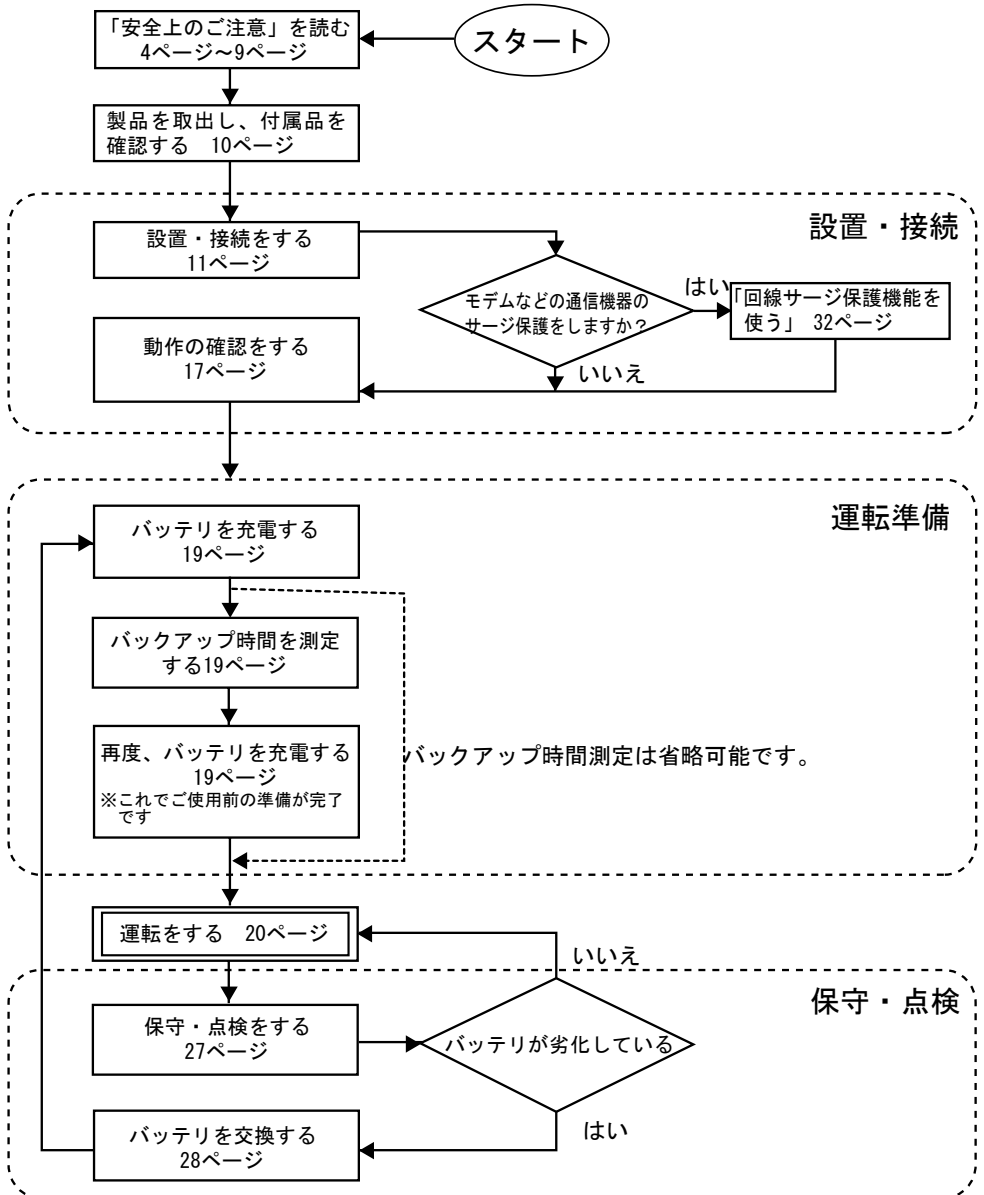 スタート
「安全上のご注意」を読む
4ページ～9ページ
製品を取出し、付属品を
確認する　10ページ
設置・接続
設置・接続をする
11ページ
モデムなどの通信機器の
サージ保護をしますか？
はい
「回線サージ保護機能を
使う」 32ページ
いいえ
動作の確認をする
17ページ
運転準備
バッテリを充電する
19ページ
バックアップ時間を測定
する19ページ
再度、バッテリを充電する
19ページ
※これでご使用前の準備が完了
です
バックアップ時間測定は省略可能です。
運転をする　20ページ
いいえ
保守・点検
保守・点検をする
27ページ
バッテリが劣化している
はい
バッテリを交換する
28ページ